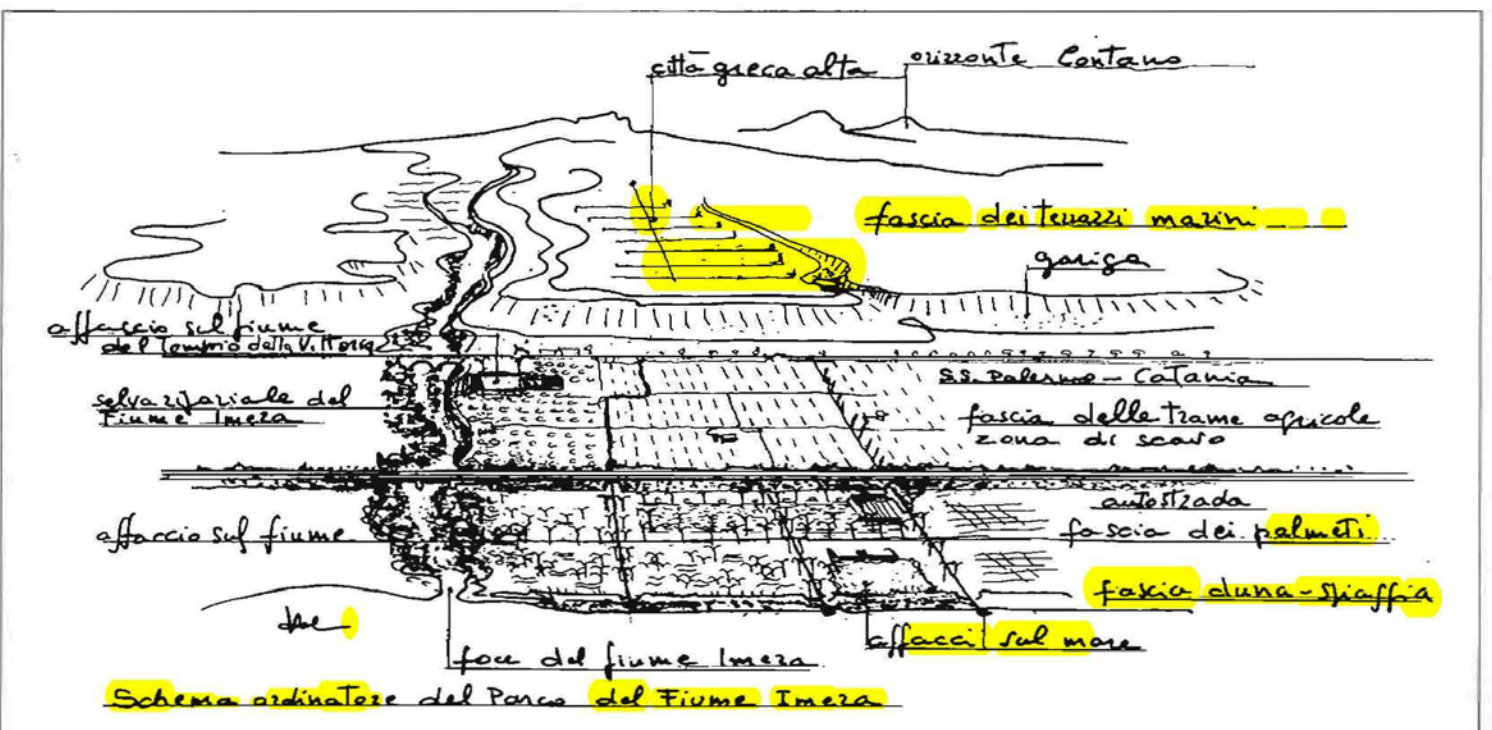 città greca alta
orizzonte lontano
fascia dei terrazzi marini
gariga
affaccio sul fiume
del Tempio della Vittoria
S.S. Palermo - Catania
selva ripariale del
Fiume Imera
fascia delle trame agricole
zona di scavo
autostrada
affaccio sul fiume
fascia dei palmeti
fascia duna-spiaggia
affacci sul mare
foce del fiume Imera
Schema ordinatore del Parco del Fiume Imera